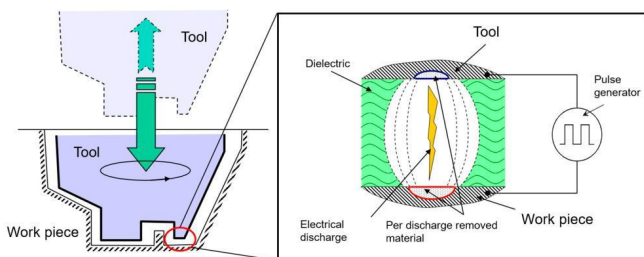 Tool
Tool
Work piece
Tool
Dielectric
Pulse
generator
Electrical
discharge
Per discharge removed
material
Work piece